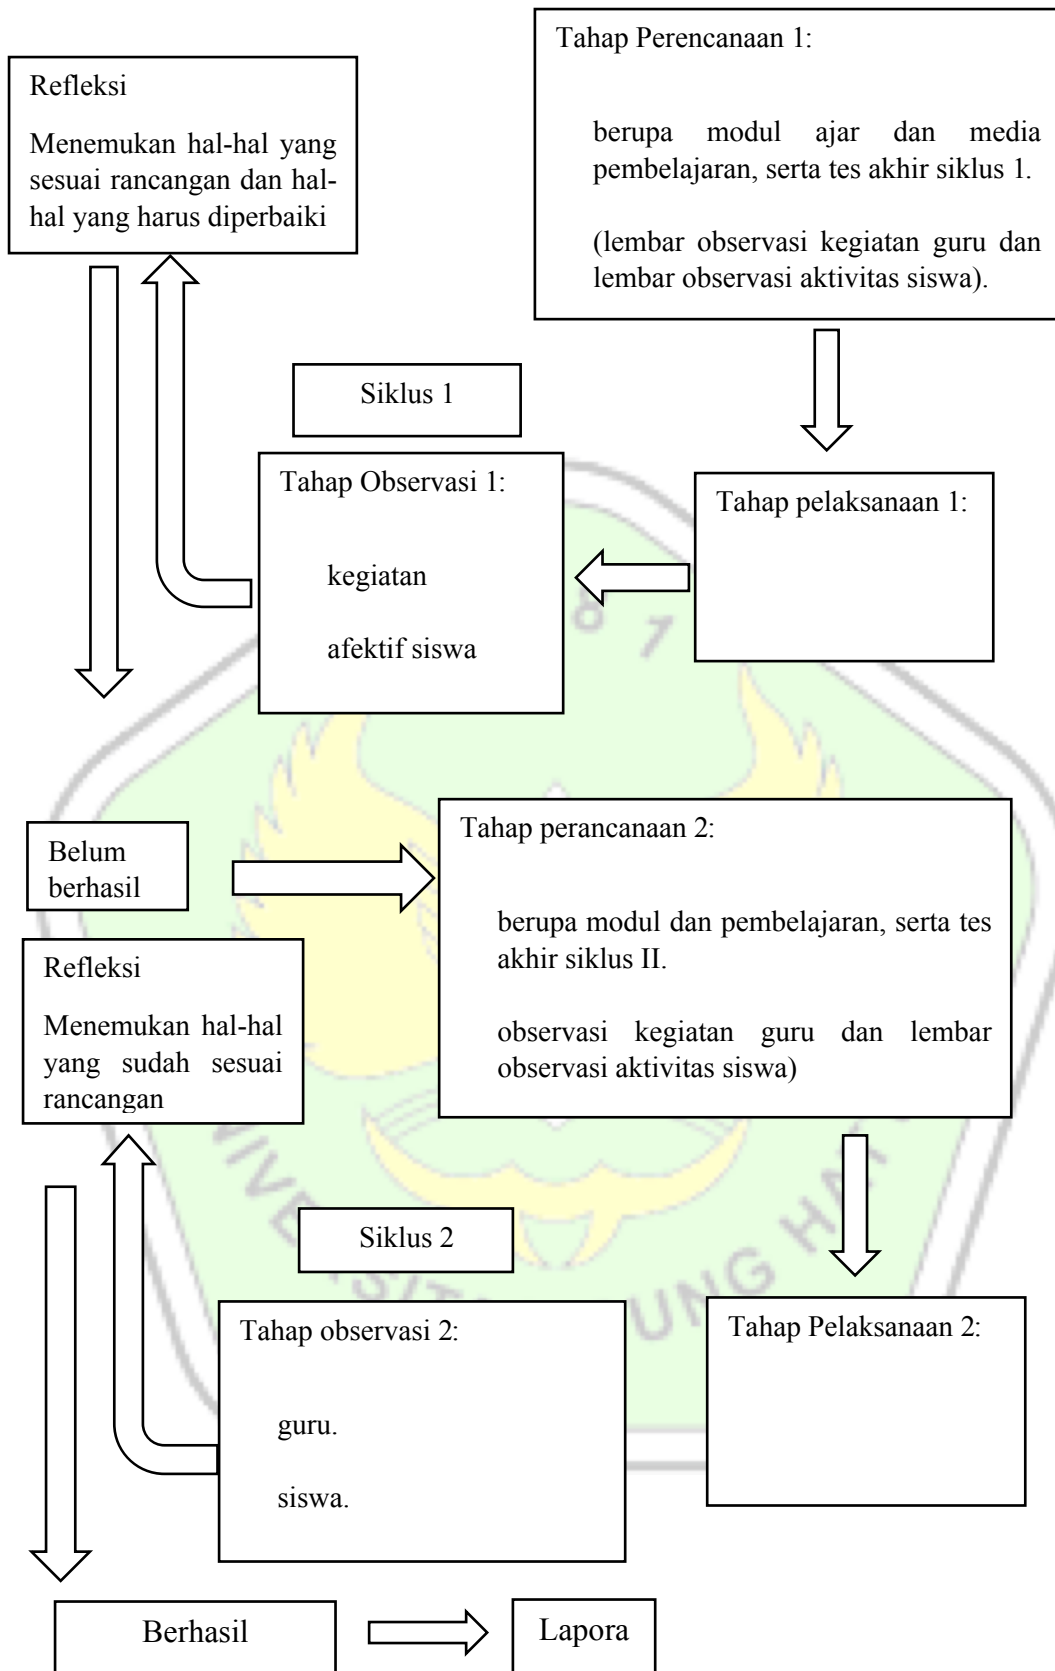 Tahap Perencanaan 1:
berupa modul ajar dan media
pembelajaran, serta tes akhir siklus 1.
(lembar observasi kegiatan guru dan
lembar observasi aktivitas siswa).
Refleksi
Menemukan hal-hal yang
sesuai rancangan dan hal-
hal yang harus diperbaiki
Siklus 1
Tahap Observasi 1:
kegiatan
afektif siswa
Tahap pelaksanaan 1:
Belum
berhasil
Tahap perancanaan 2:
berupa modul dan pembelajaran, serta tes
akhir siklus II.
observasi kegiatan guru dan lembar
observasi aktivitas siswa)
Refleksi
Menemukan hal-hal
yang sudah sesuai
rancangan
Siklus 2
Tahap observasi 2:
guru.
siswa.
Tahap Pelaksanaan 2:
Berhasil
Lapora